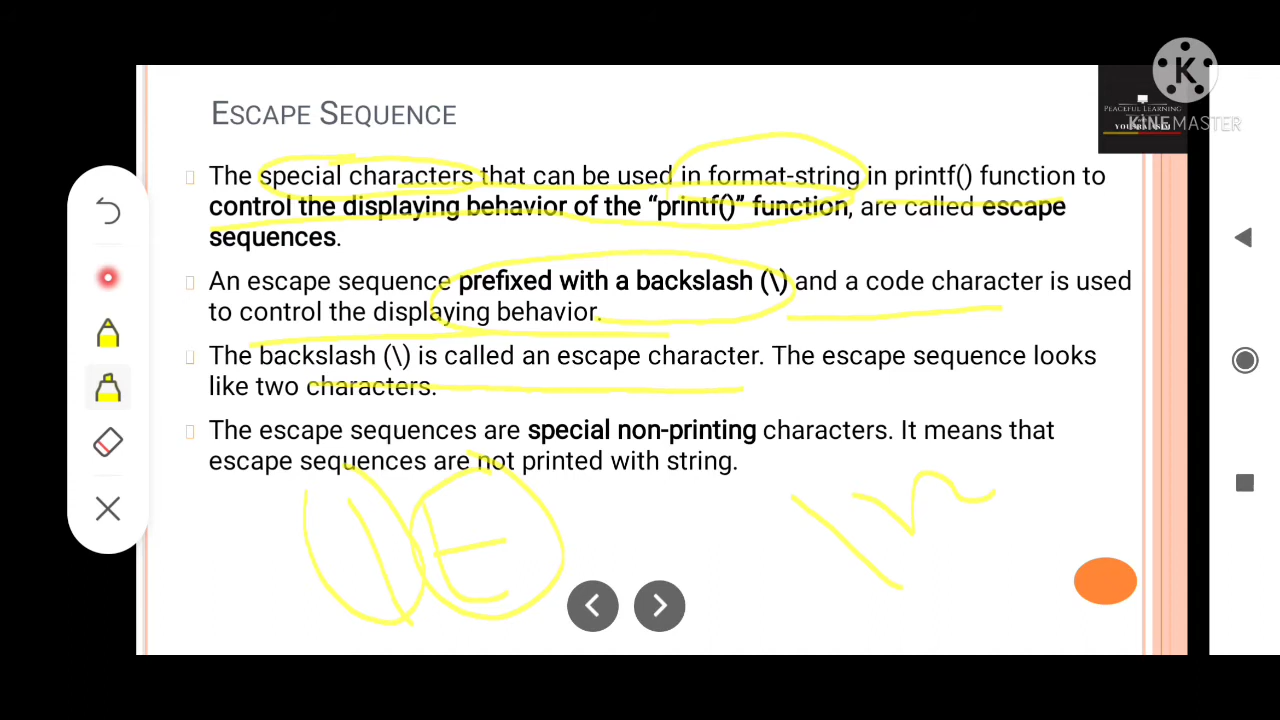 K
PEACEFUL LEARNING
KINEMASTER
ESCAPE SEQUENCE
The special characters that can be used in format-string in printf() function to
control the displaying behavior of the “printf()” function, are called escape
sequences.
An escape sequence prefixed with a backslash (\) and a code character is used
to control the displaying behavior.
The backslash (\) is called an escape character. The escape sequence looks
like two characters.
The escape sequences are special non-printing characters. It means that
escape sequences are not printed with string.
\t \n